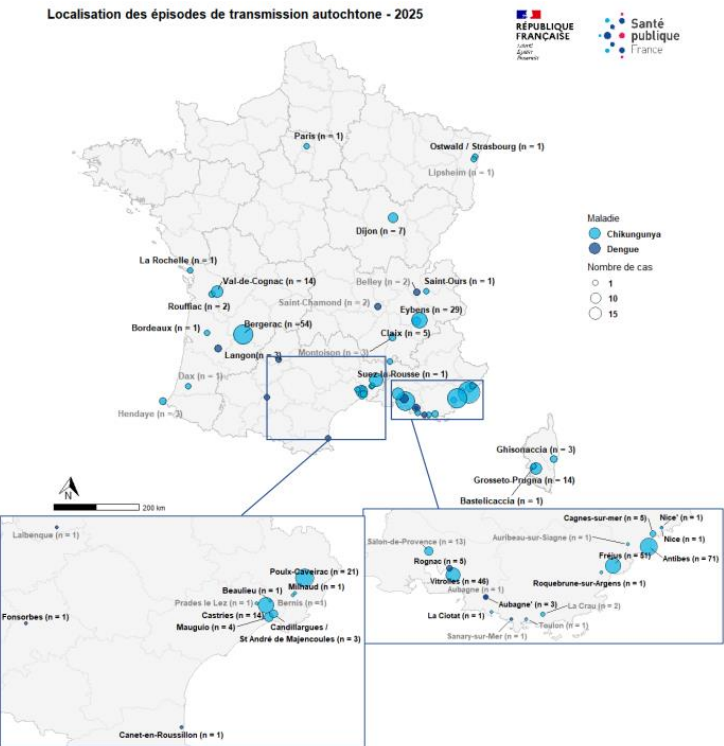 Localisation des épisodes de transmission autochtone - 2025
RÉPUBLIQUE
FRANÇAISE
Liberté
Égalité
Fraternité
Santé
publique
France
Paris (n = 1)
Ostwald / Strasbourg (n = 1)
Lipsheim (n = 1)
Dijon (n = 7)
Maladie
Chikungunya
Dengue
Nombre de cas
1
10
15
La Rochelle (n = 1)
Val-de-Cognac (n = 14)
Belley (n = 2)
Saint-Ours (n = 1)
Rouffiac (n = 2)
Saint-Chamond (n = 2)
Eybens (n = 29)
Bordeaux (n = 1)
Bergerac (n =54)
Claix (n = 5)
Langon(n = 3)
Montoison (n = 3)
Suez-la-Rousse (n = 1)
Dax (n = 1)
Hendaye (n = 3)
Ghisonaccia (n = 3)
Grosseto-Prugna (n = 14)
Bastelicaccia (n = 1)
N
200 km
Lalbenque (n = 1)
Poulx-Caveirac (n = 21)
Beaulieu (n = 1)
Milhaud (n = 1)
Prades le Lez (n = 1)
Bernis (n =1)
Fonsorbes (n = 1)
Castries (n = 14)
Mauguio (n = 4)
Candillargues /
St André de Majencoules (n = 3)
Canet-en-Roussillon (n = 1)
Cagnes-sur-mer (n = 5)
Nice' (n = 1)
Salon-de-Provence (n = 13)
Auribeau-sur-Siagne (n = 1)
Nice (n = 1)
Rognac (n = 5)
Fréjus (n = 51)
Antibes (n = 71)
Vitrolles (n = 46)
Roquebrune-sur-Argens (n = 1)
Aubagne (n = 1)
Aubagne' (n = 3)
La Crau (n = 2)
La Ciotat (n = 1)
Toulon (n = 1)
Sanary-sur-Mer (n = 1)